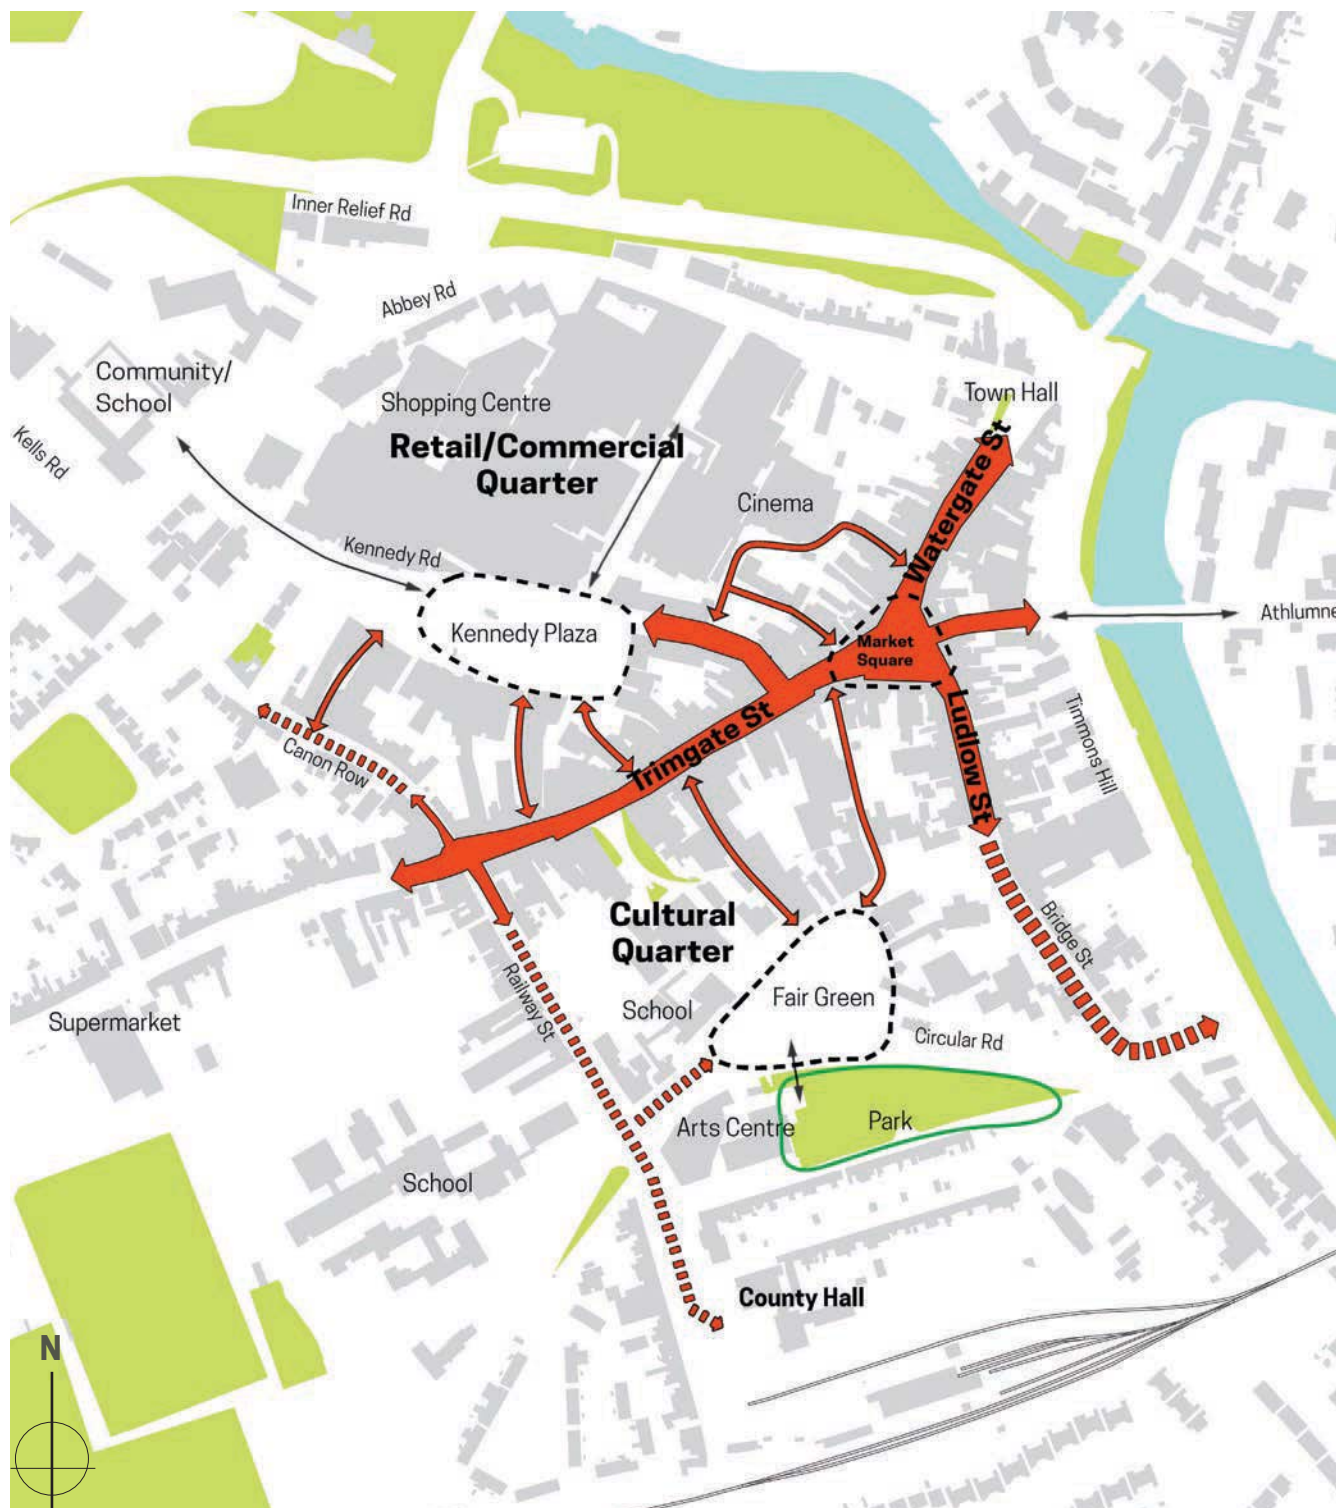 Inner Relief Rd
Abbey Rd
Community/
School
Shopping Centre
Town Hall
Kells Rd
Retail/Commercial
Quarter
Cinema
Watergate St
Kennedy Rd
Athlumne
Kennedy Plaza
Market
Square
Trimgate St
Ludlow St
Timmons Hill
Canon Row
Cultural
Quarter
Bridge St
Railway St
Fair Green
School
Supermarket
Circular Rd
Arts Centre
Park
School
County Hall
N